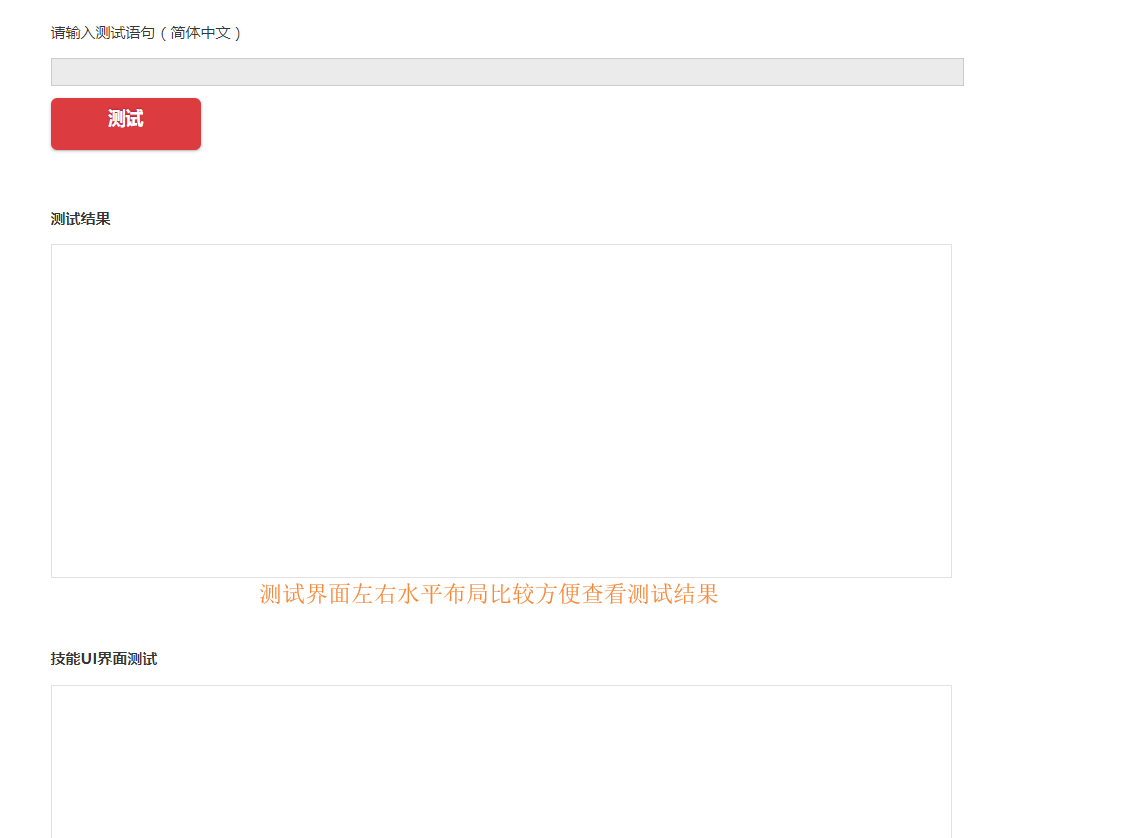 请输入测试语句（简体中文）
测试
测试结果
测试界面左右水平布局比较方便查看测试结果
技能UI界面测试